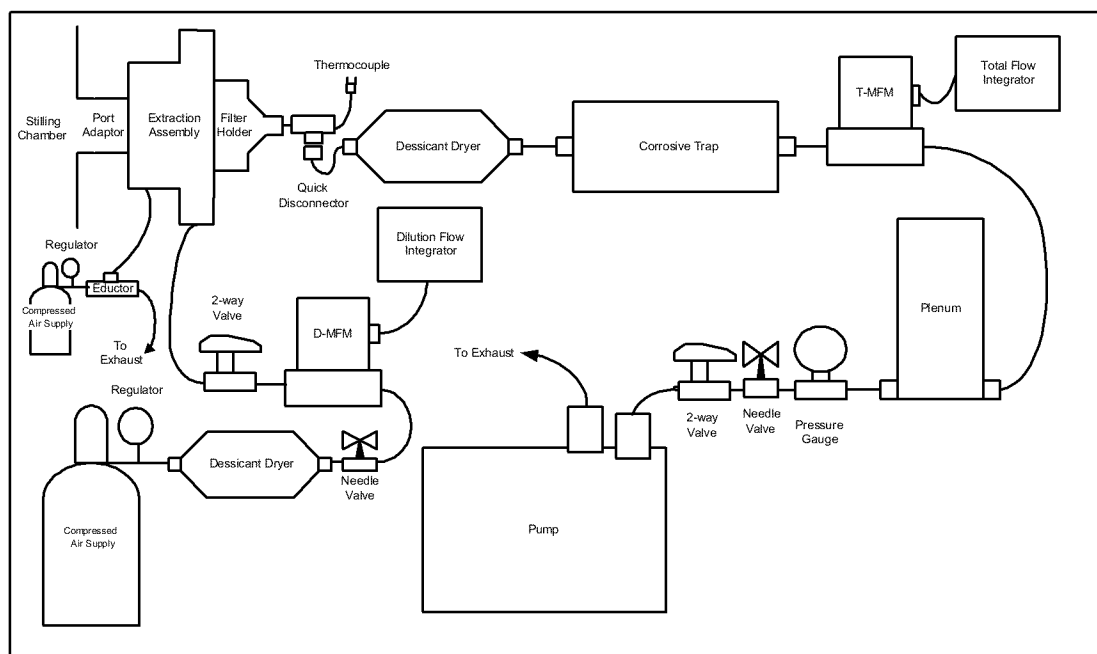 Thermocouple
Total Flow
Integrator
T-MFM
Stilling
Chamber
Port
Adaptor
Extraction
Assembly
Filter
Holder
Dessicant Dryer
Corrosive Trap
Quick
Disconnector
Dilution Flow
Integrator
Regulator
Eductor
Compressed
Air Supply
2-way
Valve
D-MFM
To
Exhaust
Plenum
To Exhaust
Regulator
2-way
Valve
Needle
Valve
Pressure
Gauge
Dessicant Dryer
Needle
Valve
Compressed
Air Supply
Pump